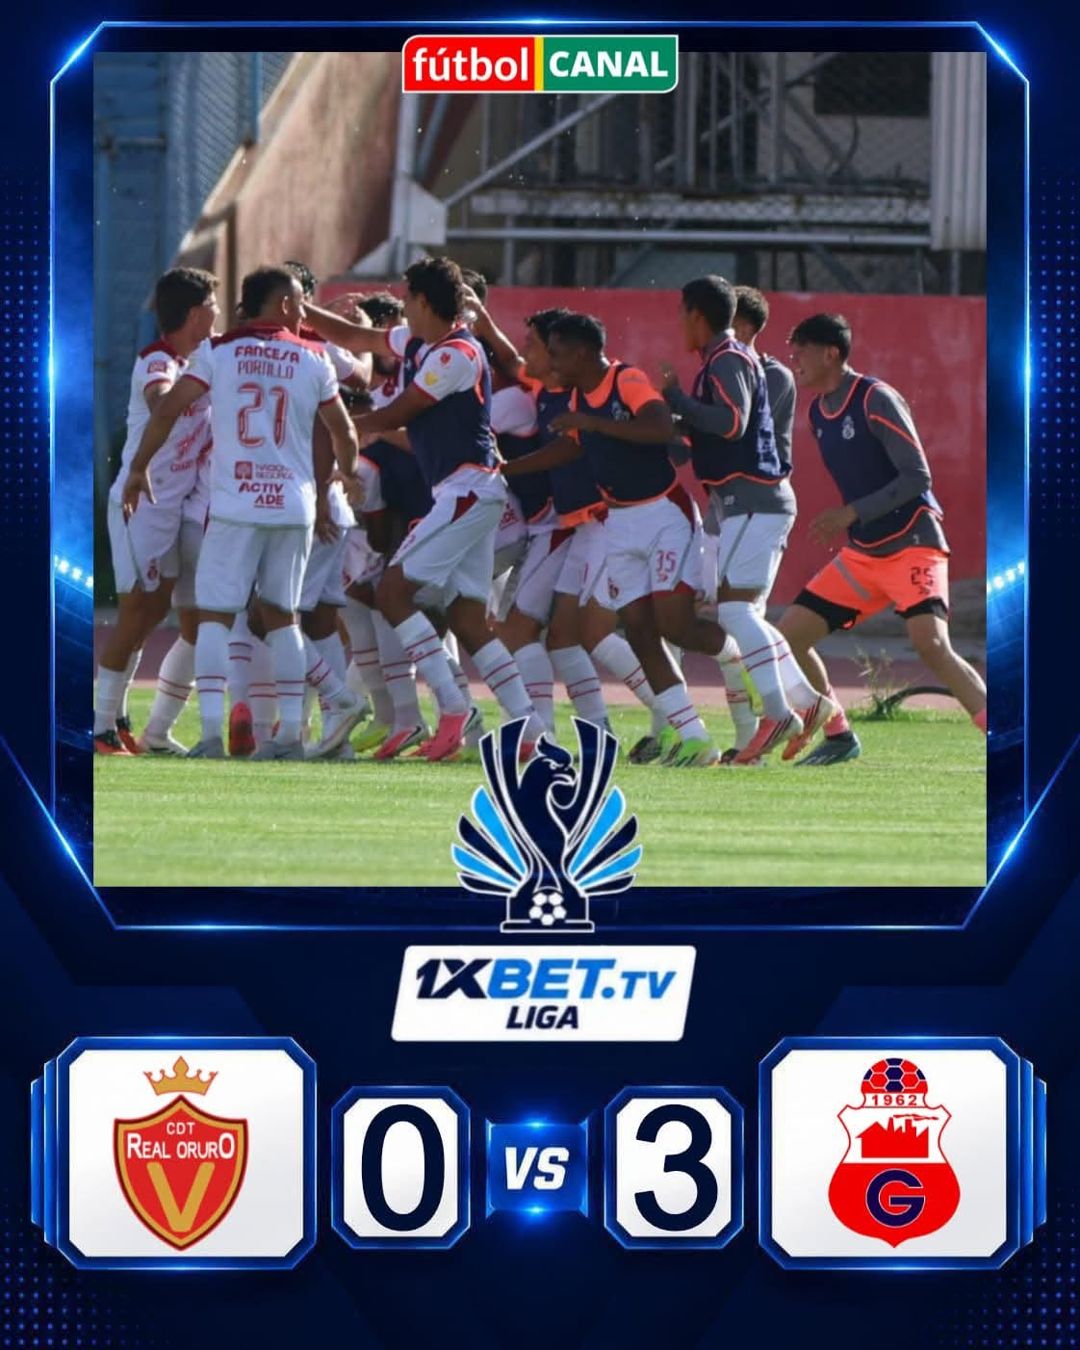 fútbol CANAL
FANCESA
PORTILLO
21
ACTIV
ADE
35
25
1XBET.TV
LIGA
CDT
REAL ORURO
V
0
VS
3
1962
G